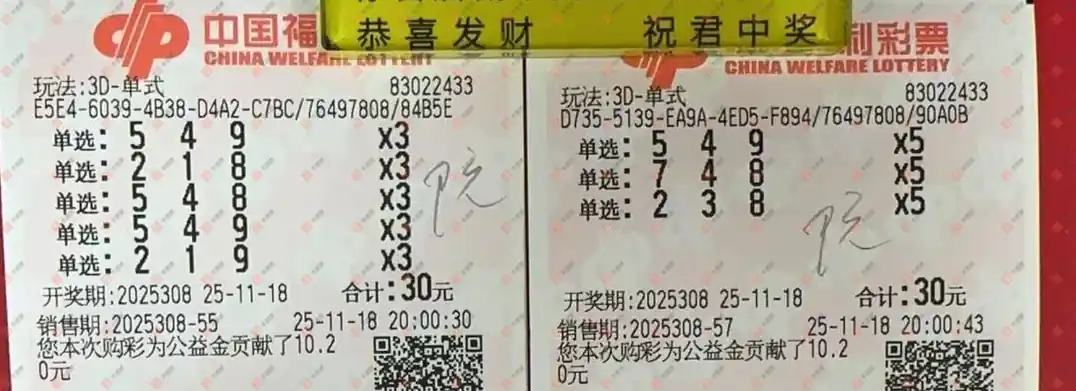 恭喜发财 祝君中奖
中国福
CHINA WELFARE LOTTERY
玩法:3D-单式 83022433
E5E4-6039-4B38-D4A2-C7BC/76497808/84B5E
单选: 5 4 9 x3
单选: 2 1 8 x3
单选: 5 4 8 x3
单选: 5 4 9 x3
单选: 2 1 9 x3
开奖期:2025308 25-11-18 合计:30元
销售期:2025308-55 25-11-18 20:00:30
您本次购彩为公益金贡献了10.2
0元
利彩票
CHINA WELFARE LOTTERY
玩法:3D-单式 83022433
D735-5139-EA9A-4ED5-F894/76497808/90A0B
单选: 5 4 9 x5
单选: 7 4 8 x5
单选: 2 3 8 x5
开奖期:2025308 25-11-18 合计:30元
销售期:2025308-57 25-11-18 20:00:43
您本次购彩为公益金贡献了10.2
0元